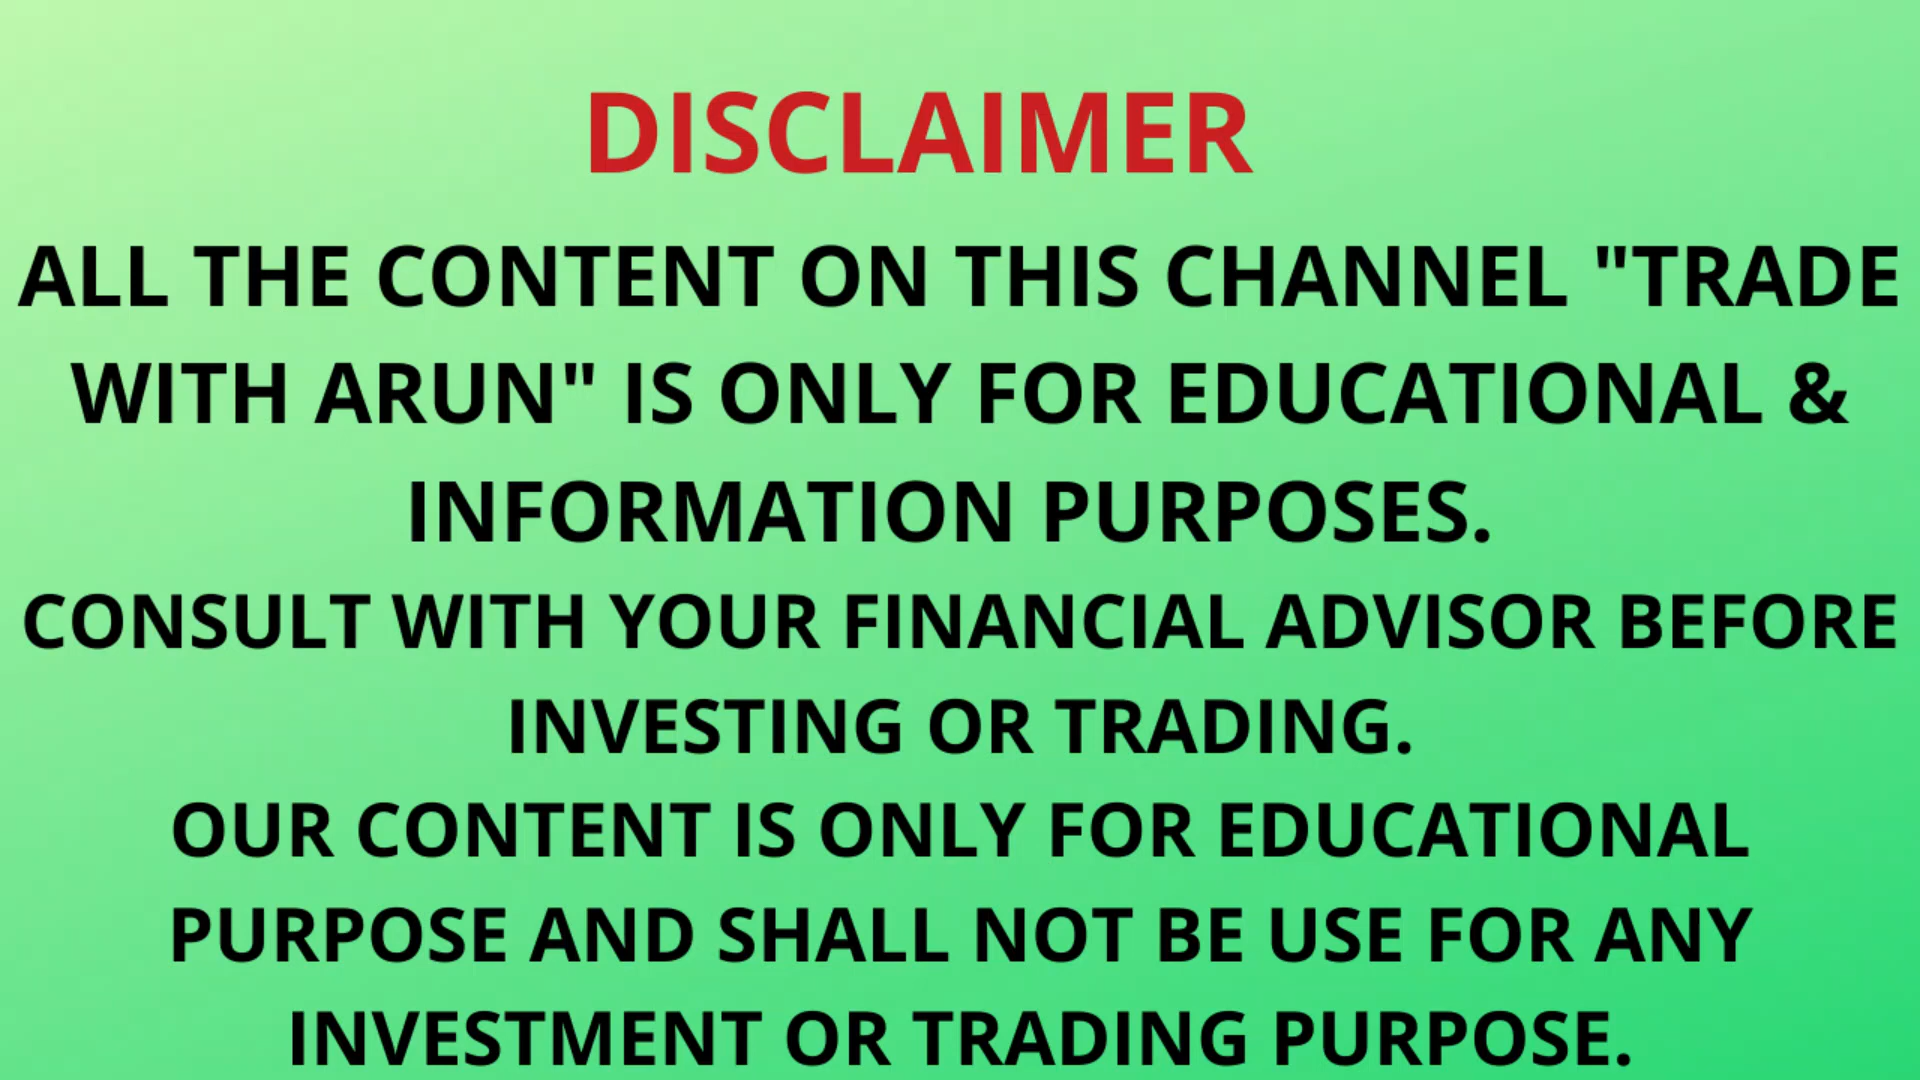 DISCLAIMER
ALL THE CONTENT ON THIS CHANNEL "TRADE
WITH ARUN" IS ONLY FOR EDUCATIONAL &
INFORMATION PURPOSES.
CONSULT WITH YOUR FINANCIAL ADVISOR BEFORE
INVESTING OR TRADING.
OUR CONTENT IS ONLY FOR EDUCATIONAL
PURPOSE AND SHALL NOT BE USE FOR ANY
INVESTMENT OR TRADING PURPOSE.